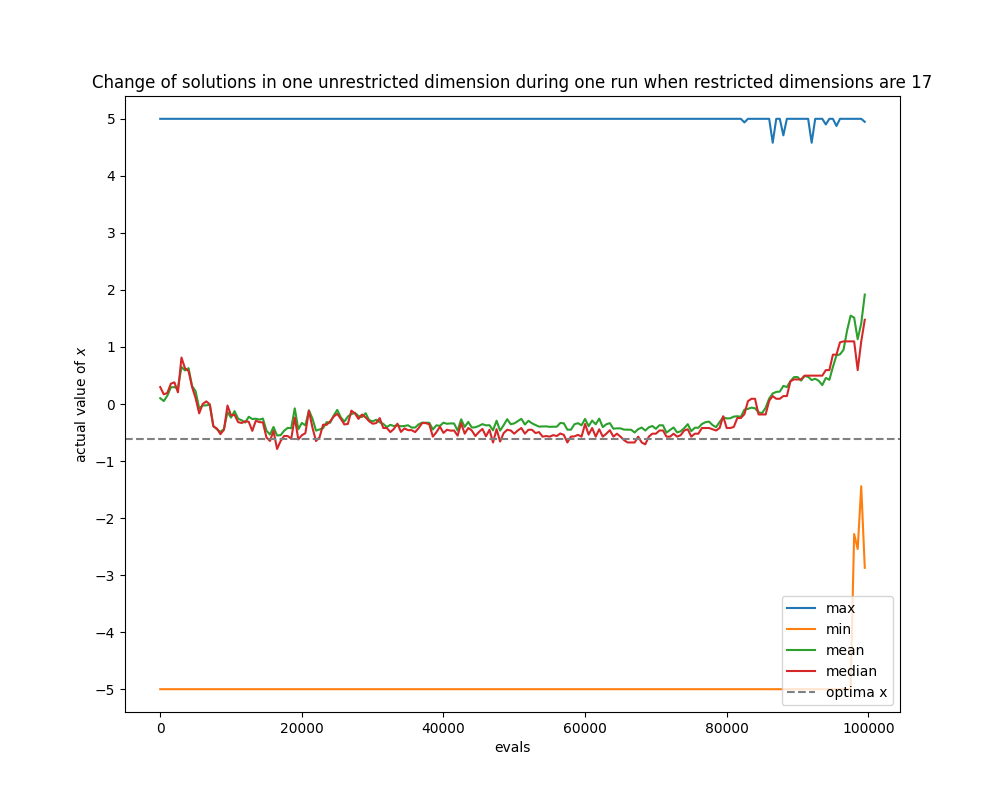 Change of solutions in one unrestricted dimension during one run when restricted dimensions are 17
5
4
3
2
1
0
−1
−2
−3
−4
−5
actual value of x
max
min
mean
median
optima x
0 20000 40000 60000 80000 100000
evals